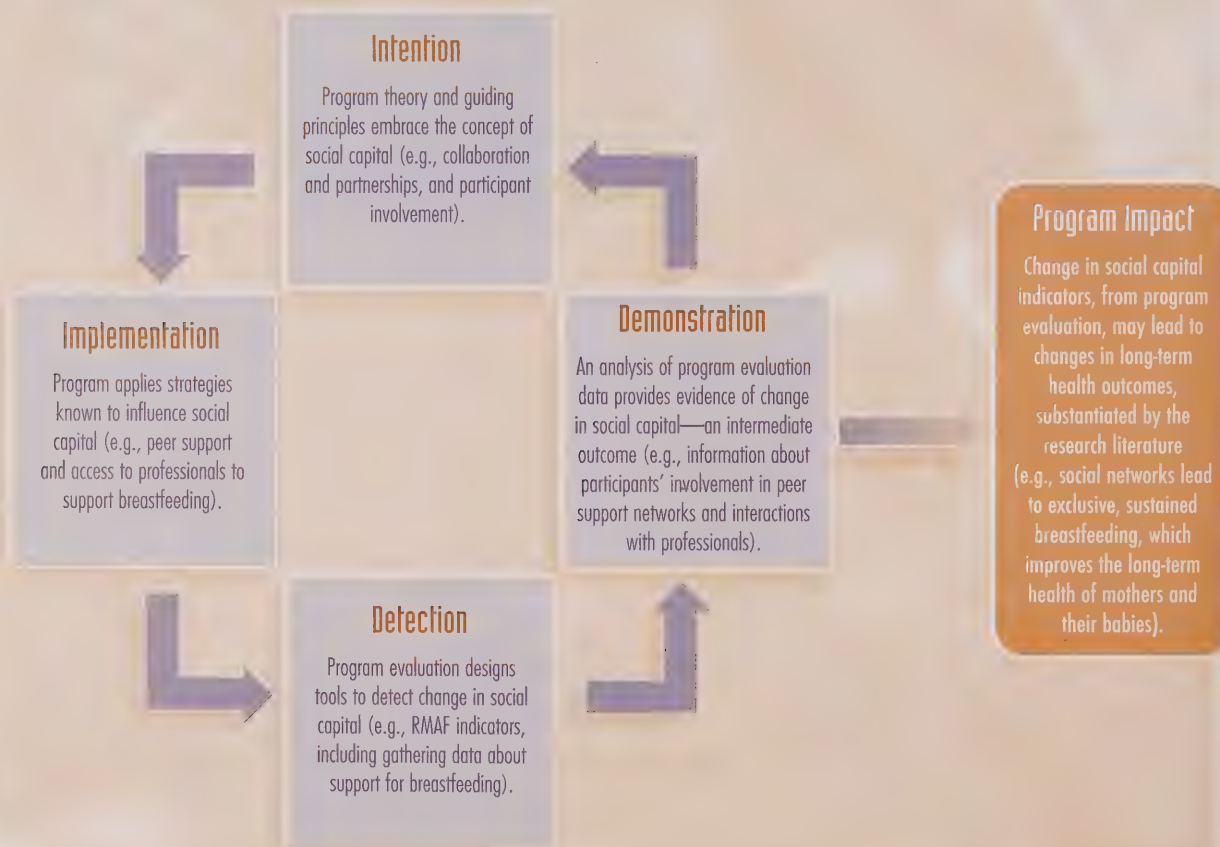 Intention
Program theory and guiding
principles embrace the concept of
social capital (e.g., collaboration
and partnerships, and participant
involvement).
Implementation
Program applies strategies
known to influence social
capital (e.g., peer support
and access to professionals to
support breastfeeding).
Detection
Program evaluation designs
tools to detect change in social
capital (e.g., RMAF indicators,
including gathering data about
support for breastfeeding).
Demonstration
An analysis of program evaluation
data provides evidence of change
in social capital—an intermediate
outcome (e.g., information about
participants' involvement in peer
support networks and interactions
with professionals).
Program Impact
Change in social capital
indicators, from program
evaluation, may lead to
changes in long-term
health outcomes,
substantiated by the
research literature
(e.g., social networks lead
to exclusive, sustained
breastfeeding, which
improves the long-term
health of mothers and
their babies).